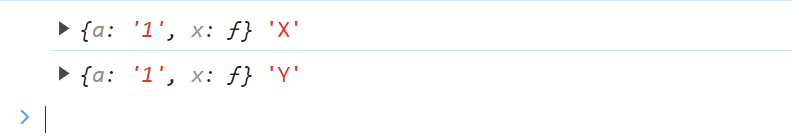 ▶ {a: '1', x: ƒ} 'X'
▶ {a: '1', x: ƒ} 'Y'
>